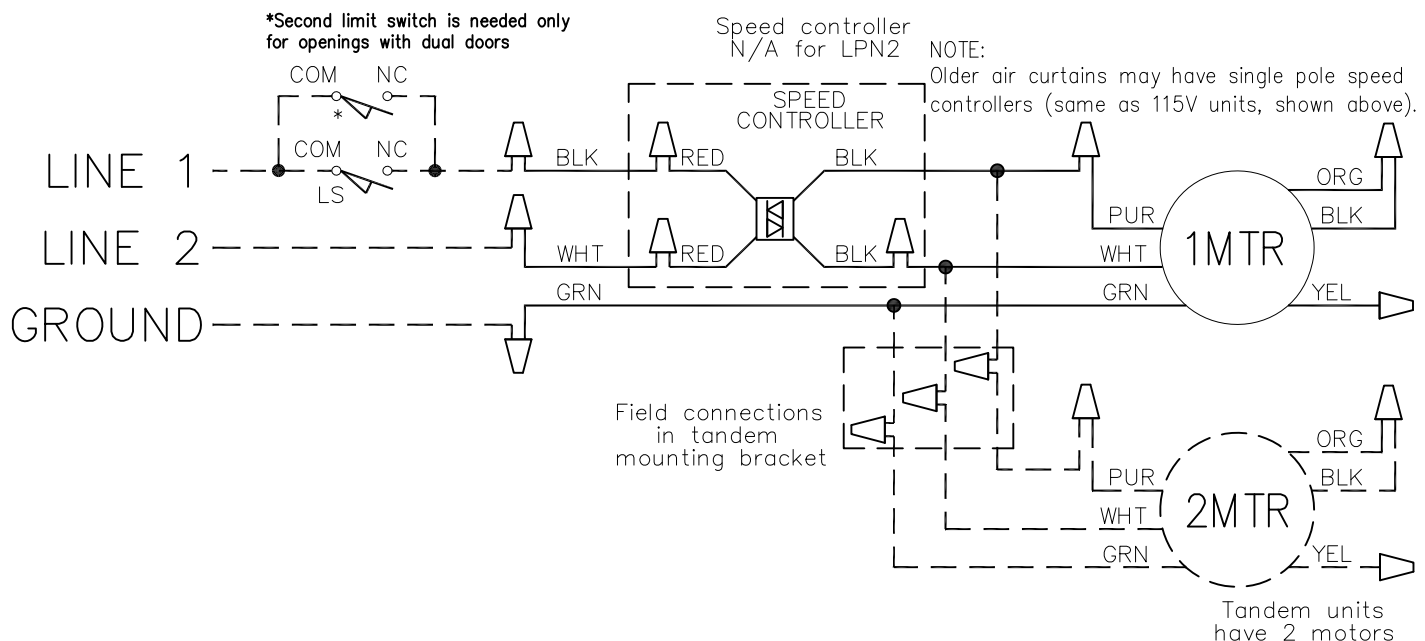 *Second limit switch is needed only
for openings with dual doors
Speed controller
N/A for LPN2
NOTE:
Older air curtains may have single pole speed
controllers (same as 115V units, shown above).
COM NC
*
COM NC
LS
SPEED
CONTROLLER
LINE 1
BLK
RED
BLK
ORG
PUR
BLK
LINE 2
WHT
RED
BLK
WHT
1MTR
GROUND
GRN
GRN
YEL
Field connections
in tandem
mounting bracket
ORG
PUR
BLK
WHT
2MTR
GRN
YEL
Tandem units
have 2 motors